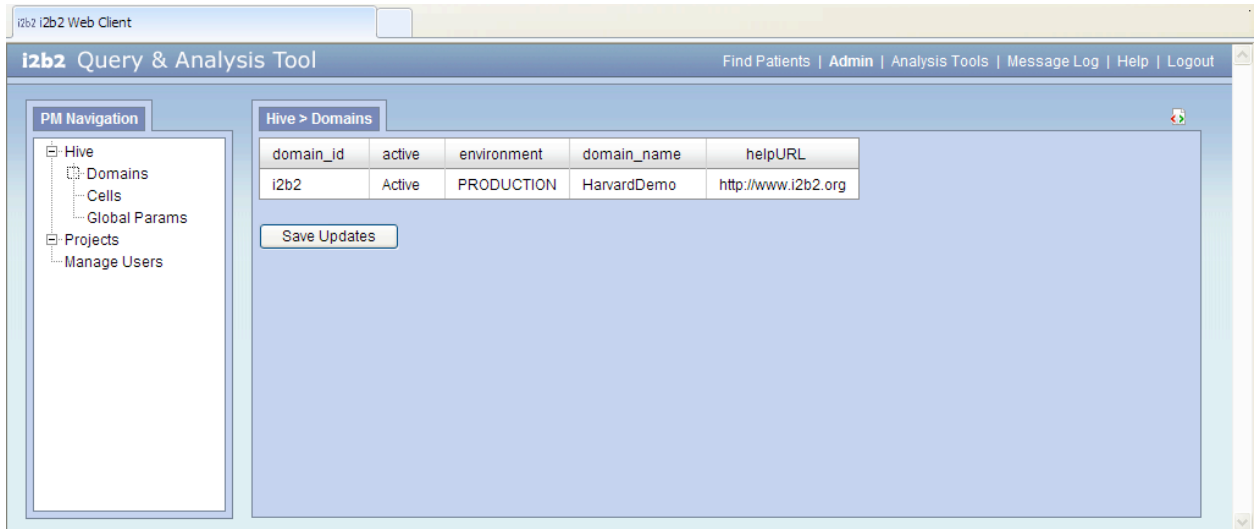 i2b2 i2b2 Web Client
i2b2 Query & Analysis Tool
Find Patients | Admin | Analysis Tools | Message Log | Help | Logout
PM Navigation
Hive
Domains
Cells
Global Params
Projects
Manage Users
Hive > Domains
domain_id active environment domain_name helpURL
i2b2 Active PRODUCTION HarvardDemo http://www.i2b2.org
Save Updates